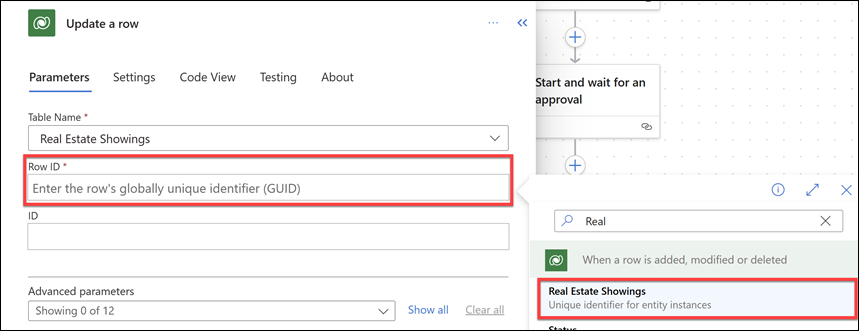 Update a row
Parameters
Settings
Code View
Testing
About
Table Name *
Real Estate Showings
Row ID *
Enter the row's globally unique identifier (GUID)
ID
Advanced parameters
Showing 0 of 12
Show all
Clear all
Start and wait for an
approval
Real
When a row is added, modified or deleted
Real Estate Showings
Unique identifier for entity instances
Status